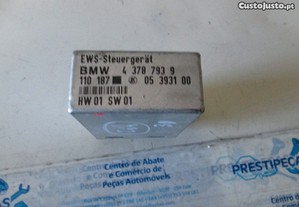 CustoJusto.pt
EWS-Steuergerät
BMW 4 378 793 9
110 187 05 3931 00
HW 01 SW 01
Centro de Abate
e Comércio de
Peças Automóveis
PRESTIPEÇA